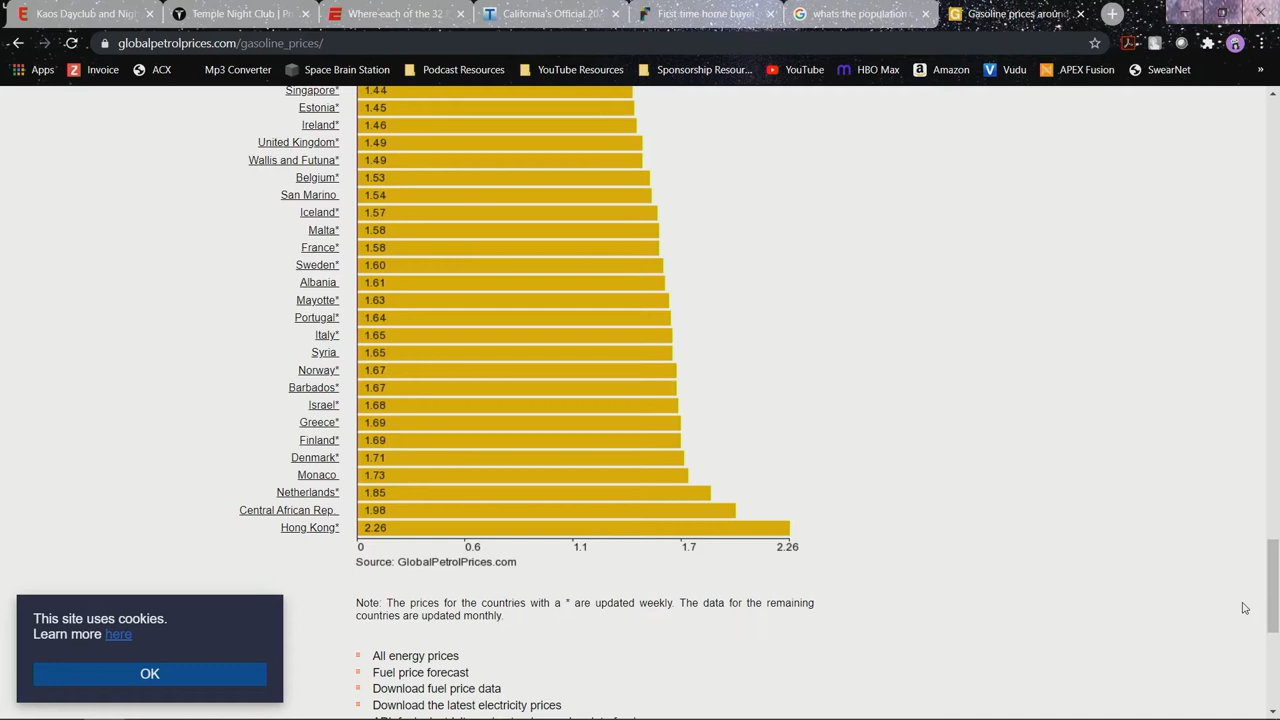 Kaos Dayclub and Nigh
Temple Night Club | Po
Where each of the 32 N
California's Official 202
First time home buyer
whats the population o
Gasoline prices around
globalpetrolprices.com/gasoline_prices/
Apps
Invoice
ACX
Mp3 Converter
Space Brain Station
Podcast Resources
YouTube Resources
Sponsorship Resour...
YouTube
HBO Max
Amazon
Vudu
APEX Fusion
SwearNet
»
Singapore* 1.44
Estonia* 1.45
Ireland* 1.46
United Kingdom* 1.49
Wallis and Futuna* 1.49
Belgium* 1.53
San Marino 1.54
Iceland* 1.57
Malta* 1.58
France* 1.58
Sweden* 1.60
Albania 1.61
Mayotte* 1.63
Portugal* 1.64
Italy* 1.65
Syria 1.65
Norway* 1.67
Barbados* 1.67
Israel* 1.68
Greece* 1.69
Finland* 1.69
Denmark* 1.71
Monaco 1.73
Netherlands* 1.85
Central African Rep. 1.98
Hong Kong* 2.26
0 0.6 1.1 1.7 2.26
Source: GlobalPetrolPrices.com
Note: The prices for the countries with a * are updated weekly. The data for the remaining
countries are updated monthly.
All energy prices
Fuel price forecast
Download fuel price data
Download the latest electricity prices
This site uses cookies.
Learn more here
OK